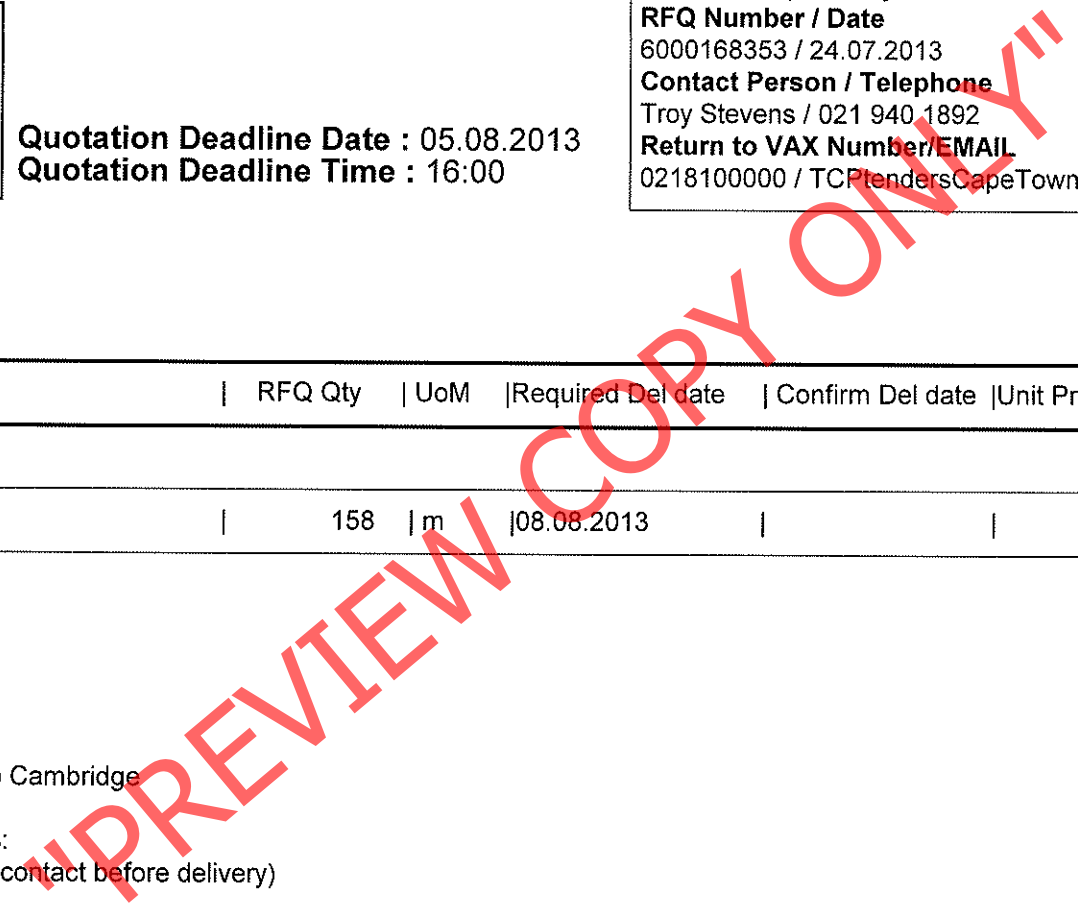 RFQ Number / Date
6000168353 / 24.07.2013
Contact Person / Telephone
Troy Stevens / 021 940 1892
Return to VAX Number/EMAIL
0218100000 / TCPtendersCapeTown
Quotation Deadline Date : 05.08.2013
Quotation Deadline Time : 16:00
| RFQ Qty | UoM |Required Del date | Confirm Del date |Unit Pr
| 158 | m |08.08.2013 | |
Cambridge
:
contact before delivery)
"PREVIEW COPY ONLY"